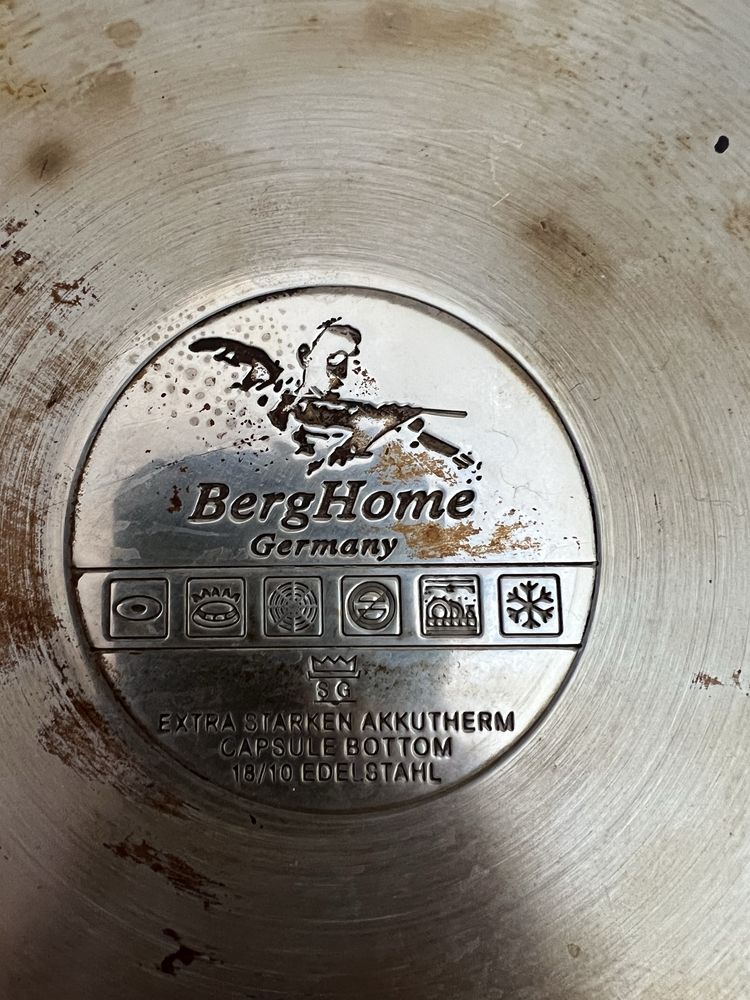 BergHome
Germany
SG
EXTRA STARKEN AKKUTHERM
CAPSULE BOTTOM
18/10 EDELSTAHL